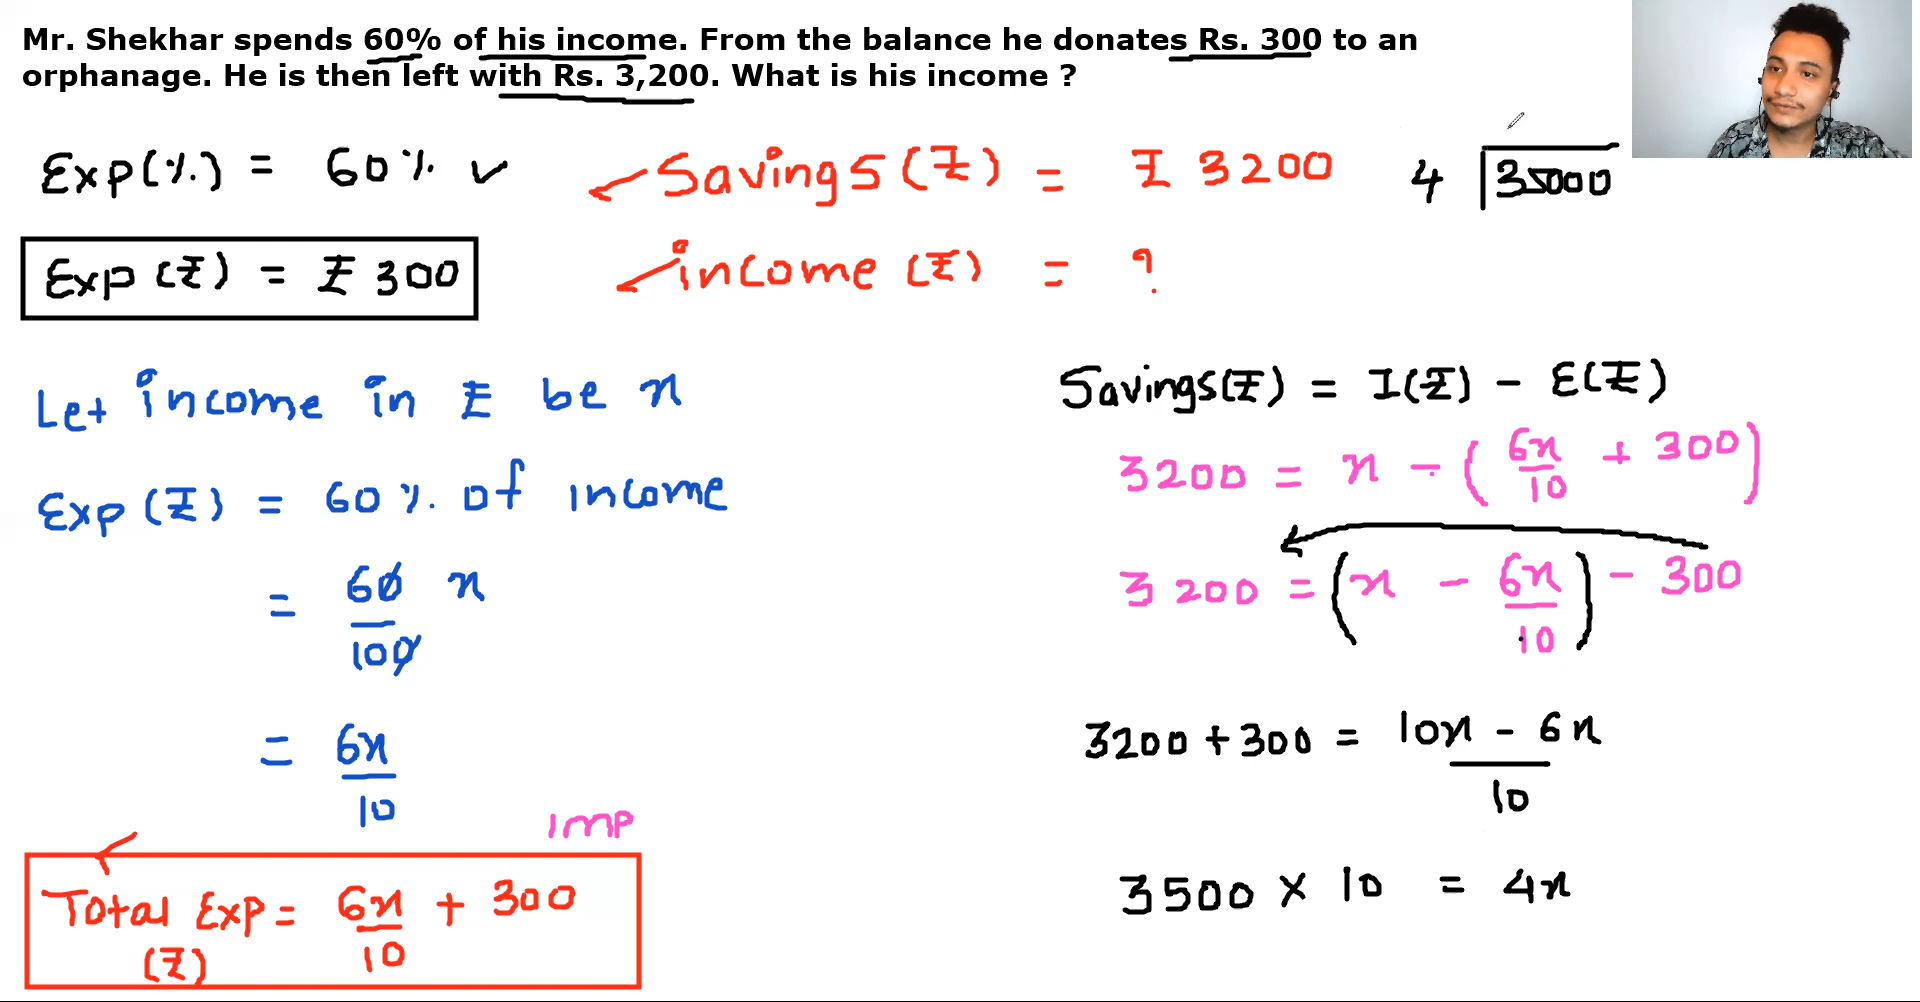 Mr. Shekhar spends 60% of his income. From the balance he donates Rs. 300 to an
orphanage. He is then left with Rs. 3,200. What is his income ?
Exp(%) = 60% ✓
Exp (₹) = ₹ 300
Savings (₹) = ₹ 3200
income (₹) = ?
4 35000
Let income in ₹ be x
Exp (₹) = 60% of income
= 60/100 x
= 6x/10
Imp
Total Exp = 6x/10 + 300
(₹)
Savings(₹) = I(₹) - E(₹)
3200 = x - (6x/10 + 300)
3200 = (x - 6x/10) - 300
3200 + 300 = 10x - 6x/10
3500 × 10 = 4x